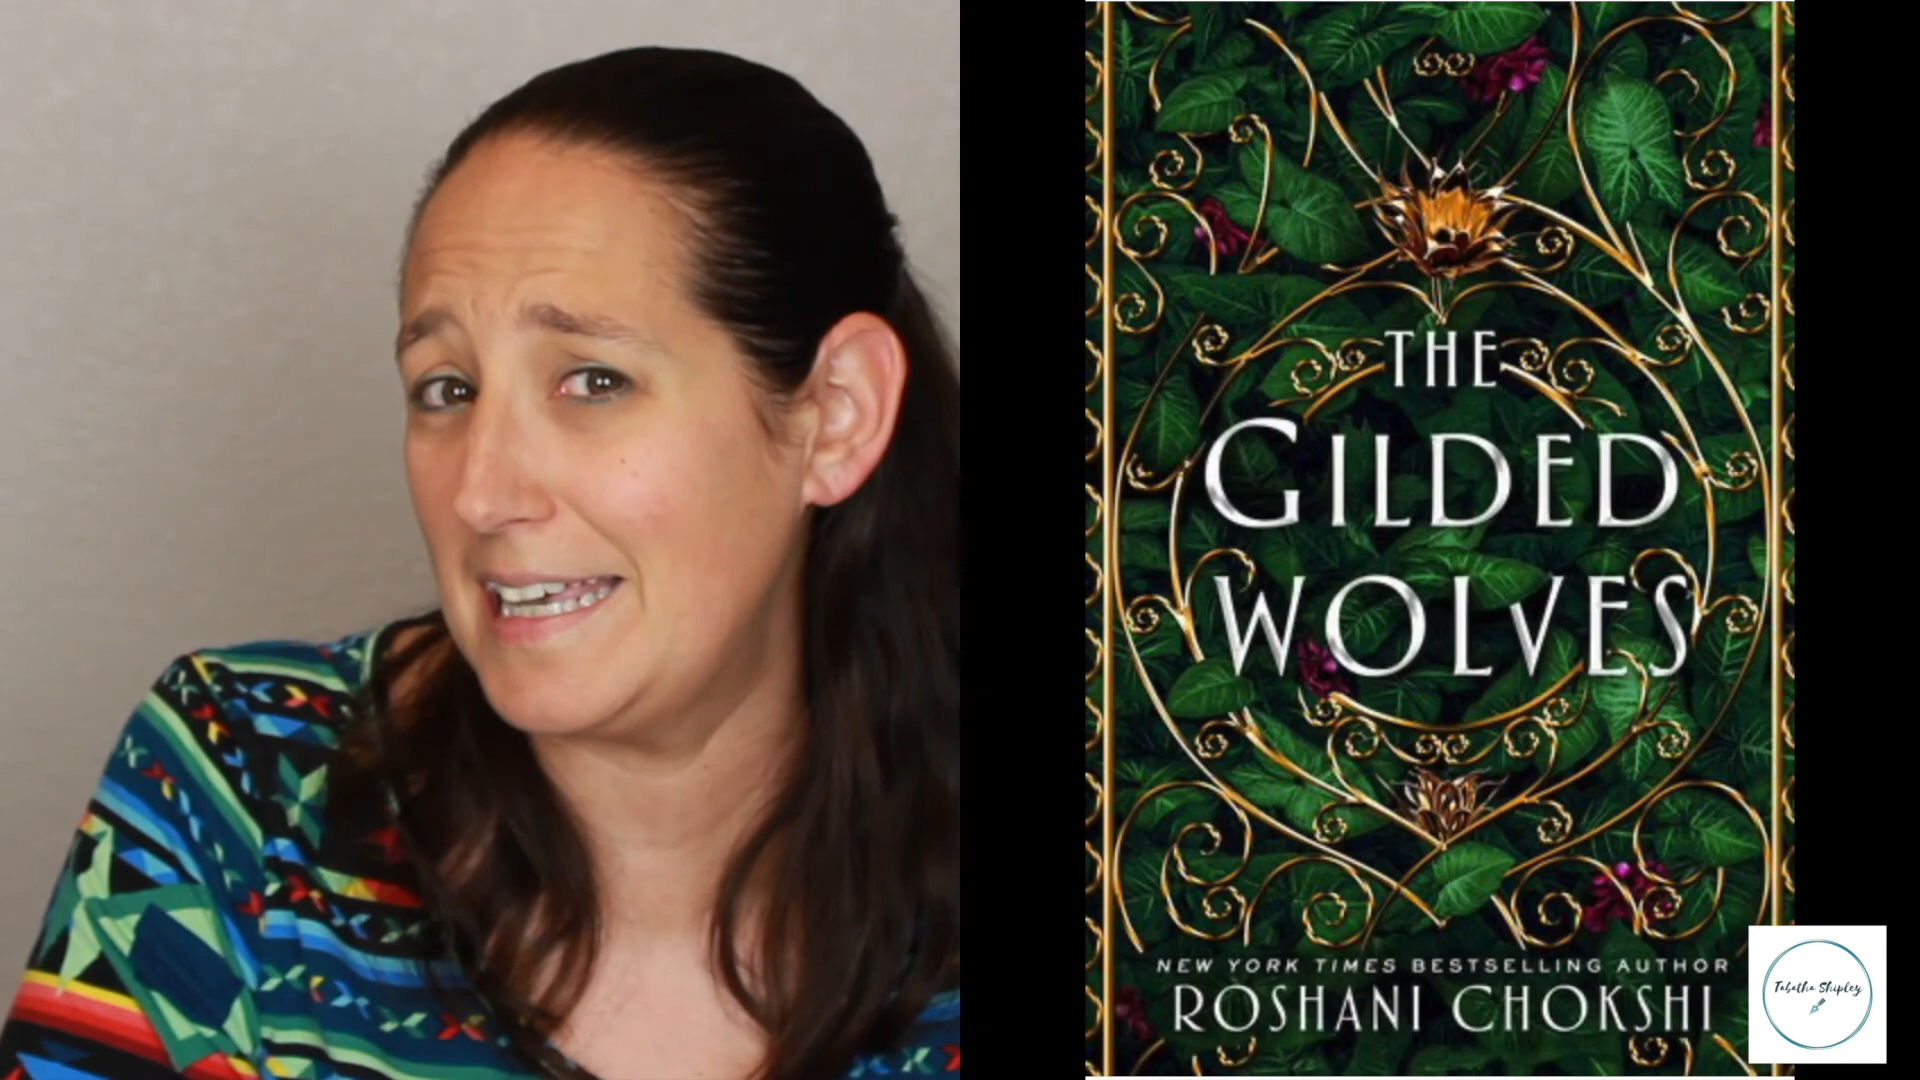 THE
GILDED
WOLVES
NEW YORK TIMES BESTSELLING AUTHOR
ROSHANI CHOKSHI
Tabatha Shipley